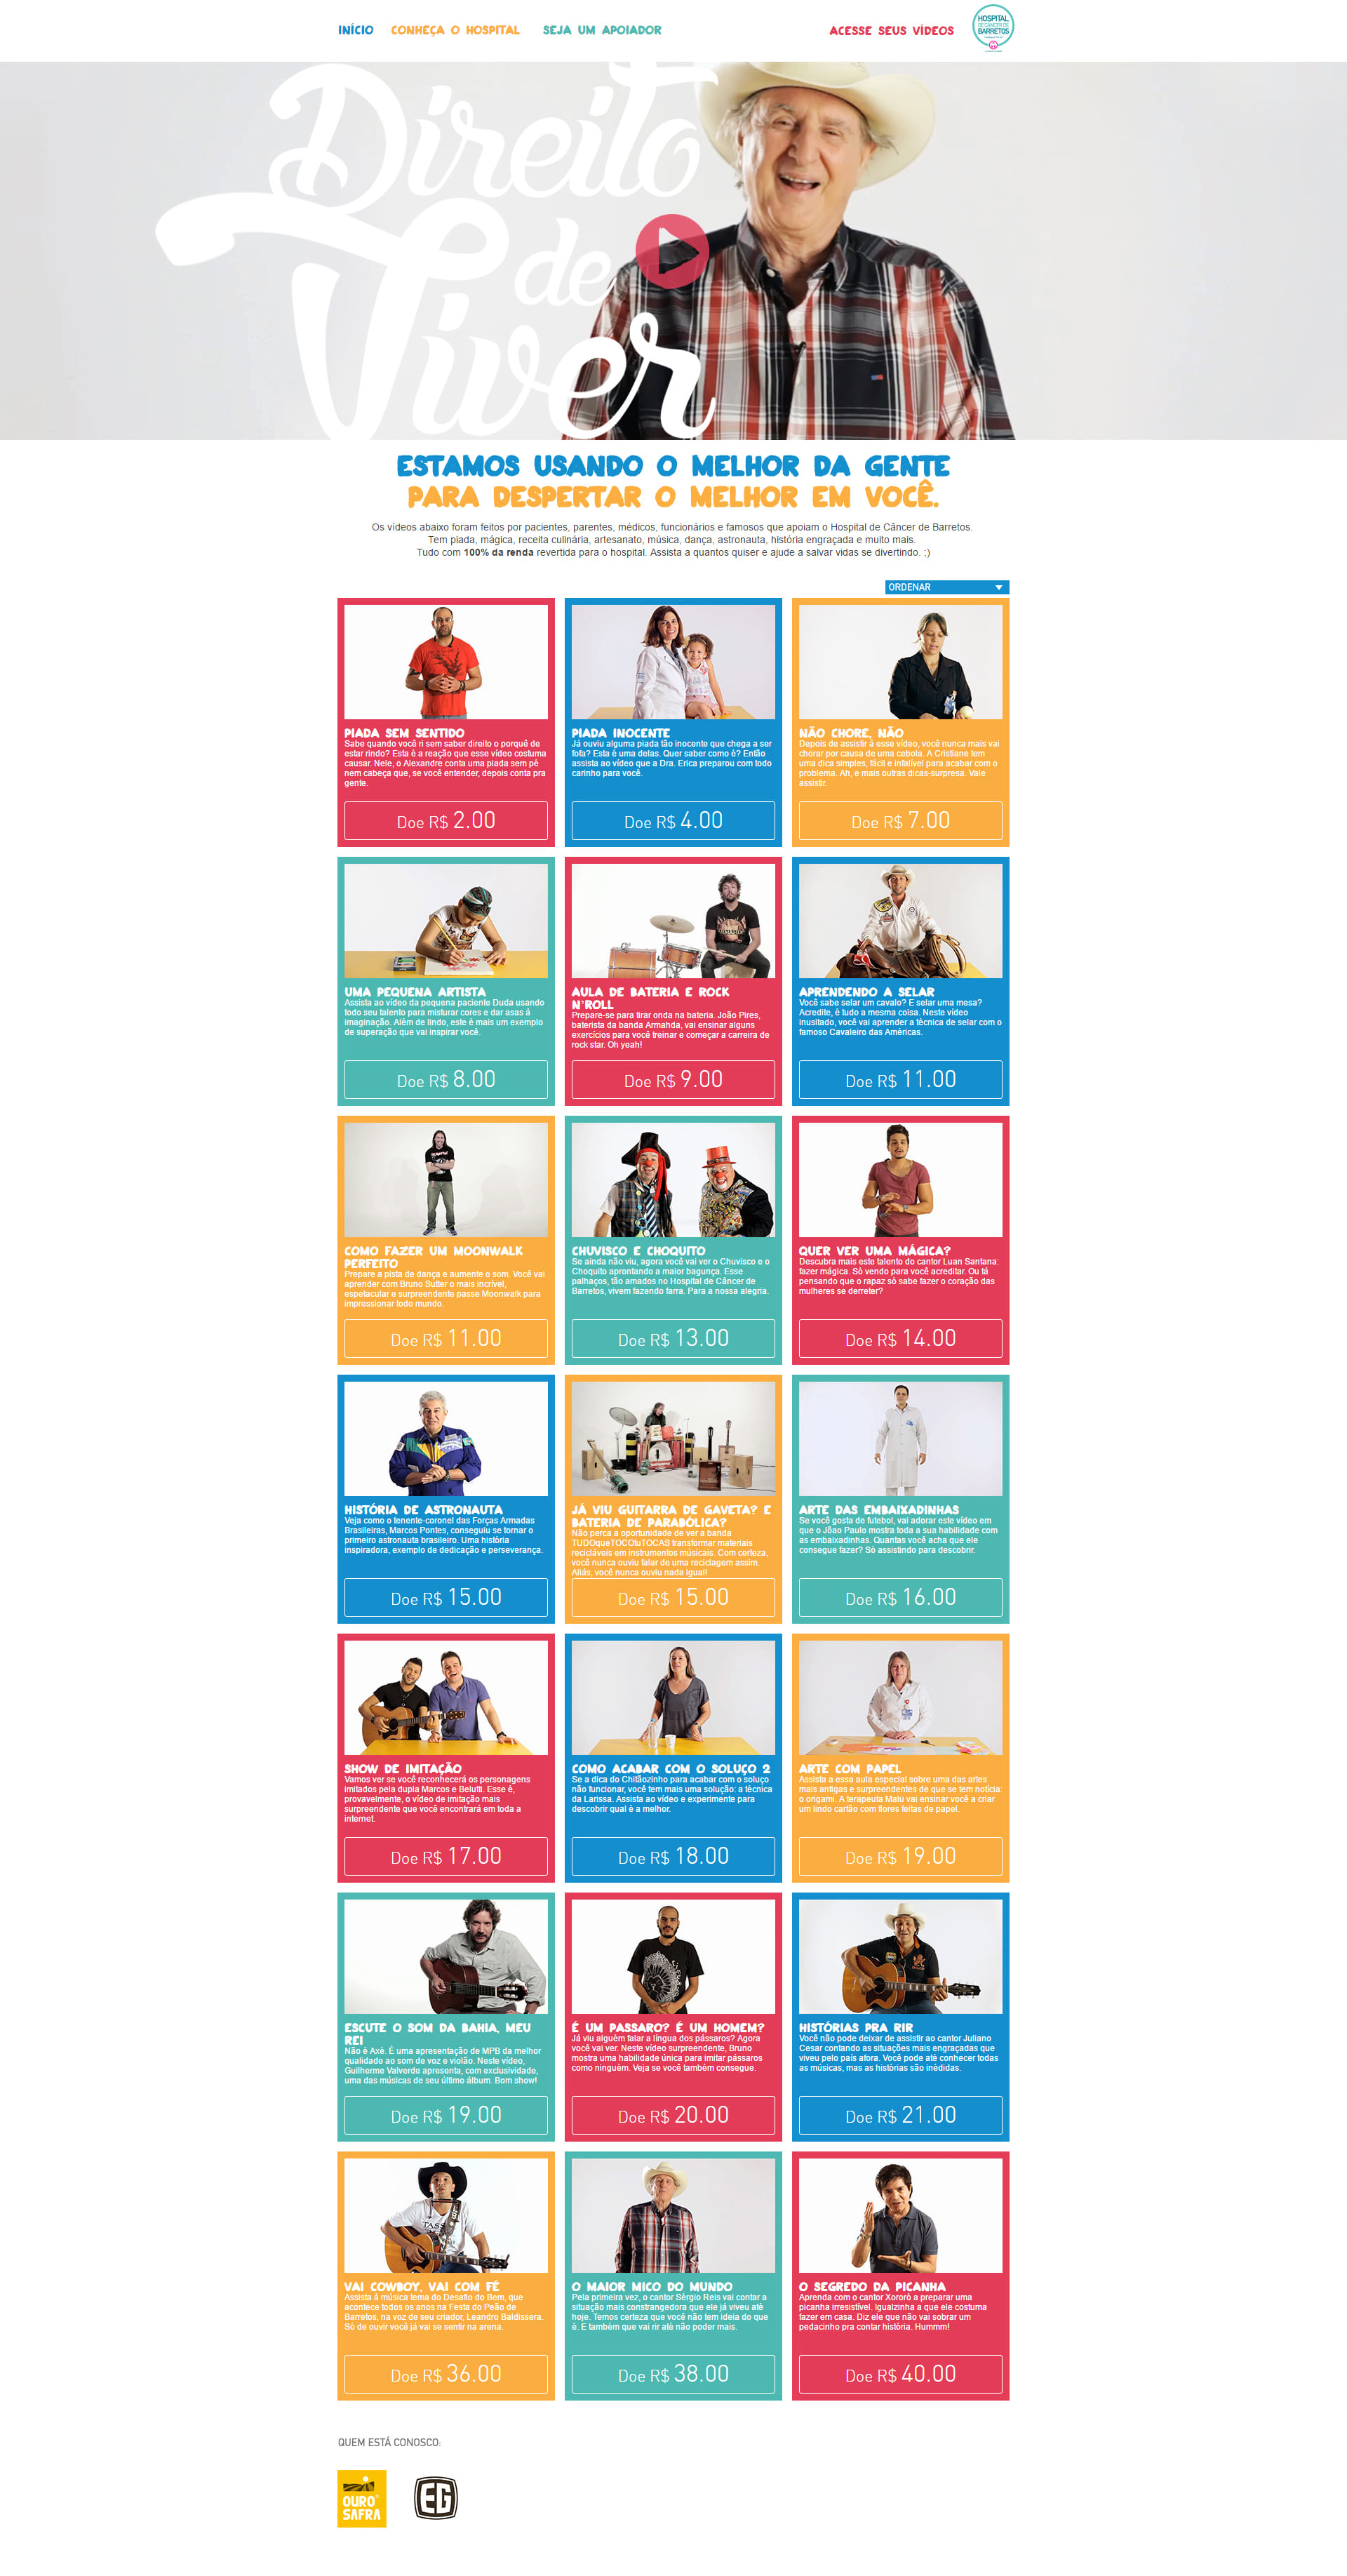 INÍCIO CONHEÇA O HOSPITAL SEJA UM APOIADOR ACESSE SEUS VÍDEOS
HOSPITAL
DE CÂNCER DE
BARRETOS
Direito
de
Viver
ESTAMOS USANDO O MELHOR DA GENTE
PARA DESPERTAR O MELHOR EM VOCÊ.
Os vídeos abaixo foram feitos por pacientes, parentes, médicos, funcionários e famosos que apoiam o Hospital de Câncer de Barretos.
Tem piada, mágica, receita culinária, artesanato, música, dança, astronauta, história engraçada e muito mais.
Tudo com 100% da renda revertida para o hospital. Assista a quantos quiser e ajude a salvar vidas se divertindo. ;)
ORDENAR
PIADA SEM SENTIDO
Sabe quando você ri sem saber direito o porquê de
estar rindo? Esta é a reação que esse vídeo costuma
causar. Nele, o Alexandre conta uma piada sem pé
nem cabeça que, se você entender, depois conta pra
gente.
Doe R$ 2.00
PIADA INOCENTE
Já ouviu alguma piada tão inocente que chega a ser
fofa? Esta é uma delas. Quer saber como é? Então
assista ao vídeo que a Dra. Erica preparou com todo
carinho para você.
Doe R$ 4.00
NÃO CHORE, NÃO
Depois de assistir à esse vídeo, você nunca mais vai
chorar por causa de uma cebola. A Cristiane tem
uma dica simples, fácil e infalível para acabar com o
problema. Ah, e mais outras dicas-surpresa. Vale
assistir.
Doe R$ 7.00
UMA PEQUENA ARTISTA
Assista ao vídeo da pequena paciente Duda usando
todo seu talento para misturar cores e dar asas à
imaginação. Além de lindo, este é mais um exemplo
de superação que vai inspirar você.
Doe R$ 8.00
AULA DE BATERIA E ROCK
N'ROLL
Prepare-se para tirar onda na bateria. João Pires,
baterista da banda Armahda, vai ensinar alguns
exercícios para você treinar e começar a carreira de
rock star. Oh yeah!
Doe R$ 9.00
APRENDENDO A SELAR
Você sabe selar um cavalo? E selar uma mesa?
Acredite, é tudo a mesma coisa. Neste vídeo
inusitado, você vai aprender a técnica de selar com o
famoso Cavaleiro das Américas.
Doe R$ 11.00
COMO FAZER UM MOONWALK
PERFEITO
Prepare a pista de dança e aumente o som. Você vai
aprender com Bruno Sutter o mais incrível,
espetacular e surpreendente passe Moonwalk para
impressionar todo mundo.
Doe R$ 11.00
CHUVISCO E CHOQUITO
Se ainda não viu, agora você vai ver o Chuvisco e o
Choquito aprontando a maior bagunça. Esse
palhaços, tão amados no Hospital de Câncer de
Barretos, vivem fazendo farra. Para a nossa alegria.
Doe R$ 13.00
QUER VER UMA MÁGICA?
Descubra mais este talento do cantor Luan Santana:
fazer mágica. Só vendo para você acreditar. Ou tá
pensando que o rapaz só sabe fazer o coração das
mulheres se derreter?
Doe R$ 14.00
HISTÓRIA DE ASTRONAUTA
Veja como o tenente-coronel das Forças Armadas
Brasileiras, Marcos Pontes, conseguiu se tornar o
primeiro astronauta brasileiro. Uma história
inspiradora, exemplo de dedicação e perseverança.
Doe R$ 15.00
JÁ VIU GUITARRA DE GAVETA? E
BATERIA DE PARABÓLICA?
Não perca a oportunidade de ver a banda
TUDOqueTOCOtuTOCAS transformar materiais
recicláveis em instrumentos músicais. Com certeza,
você nunca ouviu falar de uma reciclagem assim.
Aliás, você nunca ouviu nada igual!
Doe R$ 15.00
ARTE DAS EMBAIXADINHAS
Se você gosta de futebol, vai adorar este vídeo em
que o Jõao Paulo mostra toda a sua habilidade com
as embaixadinhas. Quantas você acha que ele
consegue fazer? Só assistindo para descobrir.
Doe R$ 16.00
SHOW DE IMITAÇÃO
Vamos ver se você reconhecerá os personagens
imitados pela dupla Marcos e Belutti. Esse é,
provavelmente, o vídeo de imitação mais
surpreendente que você encontrará em toda a
internet.
Doe R$ 17.00
COMO ACABAR COM O SOLUÇO 2
Se a dica do Chitãozinho para acabar com o soluço
não funcionar, você tem mais uma solução: a técnica
da Larissa. Assista ao vídeo e experimente para
descobrir qual é a melhor.
Doe R$ 18.00
ARTE COM PAPEL
Assista a essa aula especial sobre uma das artes
mais antigas e surpreendentes de que se tem notícia:
o origami. A terapeuta Malu vai ensinar você a criar
um lindo cartão com flores feitas de papel.
Doe R$ 19.00
ESCUTE O SOM DA BAHIA, MEU
REI
Não é Axé. É uma apresentação de MPB da melhor
qualidade ao som de voz e violão. Neste vídeo,
Guilherme Valverde apresenta, com exclusividade,
uma das músicas de seu último álbum. Bom show!
Doe R$ 19.00
É UM PASSARO? É UM HOMEM?
Já viu alguém falar a língua dos pássaros? Agora
você vai ver. Neste vídeo surpreendente, Bruno
mostra uma habilidade única para imitar pássaros
como ninguém. Veja se você também consegue.
Doe R$ 20.00
HISTÓRIAS PRA RIR
Você não pode deixar de assistir ao cantor Juliano
Cesar contando as situações mais engraçadas que
viveu pelo país afora. Você pode até conhecer todas
as músicas, mas as histórias são inédidas.
Doe R$ 21.00
VAI COWBOY, VAI COM FÉ
Assista à música tema do Desafio do Bem, que
acontece todos os anos na Festa do Peão de
Barretos, na voz de seu criador, Leandro Baldissera.
Só de ouvir você já vai se sentir na arena.
Doe R$ 36.00
O MAIOR MICO DO MUNDO
Pela primeira vez, o cantor Sérgio Reis vai contar a
situação mais constrangedora que ele já viveu até
hoje. Temos certeza que você não tem ideia do que
é. E também que vai rir até não poder mais.
Doe R$ 38.00
O SEGREDO DA PICANHA
Aprenda com o cantor Xororó a preparar uma
picanha irresistível. Igualzinha a que ele costuma
fazer em casa. Diz ele que não vai sobrar um
pedacinho pra contar história. Hummm!
Doe R$ 40.00
QUEM ESTÁ CONOSCO:
OURO
SAFRA
EG